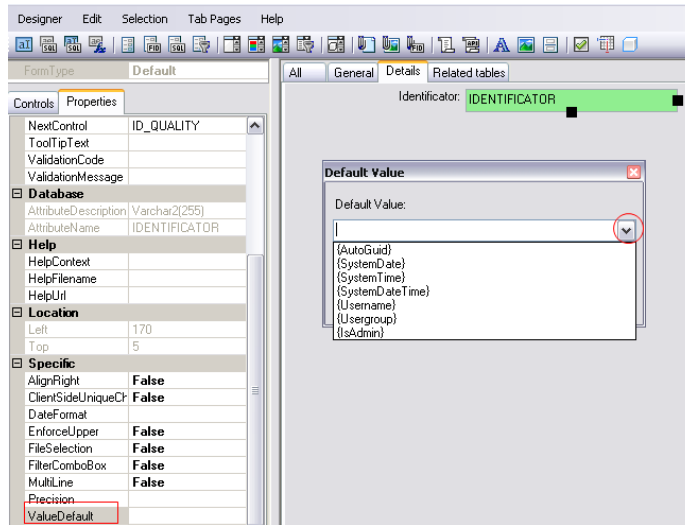 Designer Edit Selection Tab Pages Help
FormType Default
Controls Properties
NextControl ID_QUALITY
ToolTipText
ValidationCode
ValidationMessage
Database
AttributeDescription Varchar2(255)
AttributeName IDENTIFICATOR
Help
HelpContext
HelpFilename
HelpUrl
Location
Left 170
Top 5
Specific
AlignRight False
ClientSideUniqueCh False
DateFormat
EnforceUpper False
FileSelection False
FilterComboBox False
MultiLine False
Precision
ValueDefault
All General Details Related tables
Identificator: IDENTIFICATOR
Default Value
Default Value:
{AutoGuid}
{SystemDate}
{SystemTime}
{SystemDateTime}
{Username}
{Usergroup}
{IsAdmin}